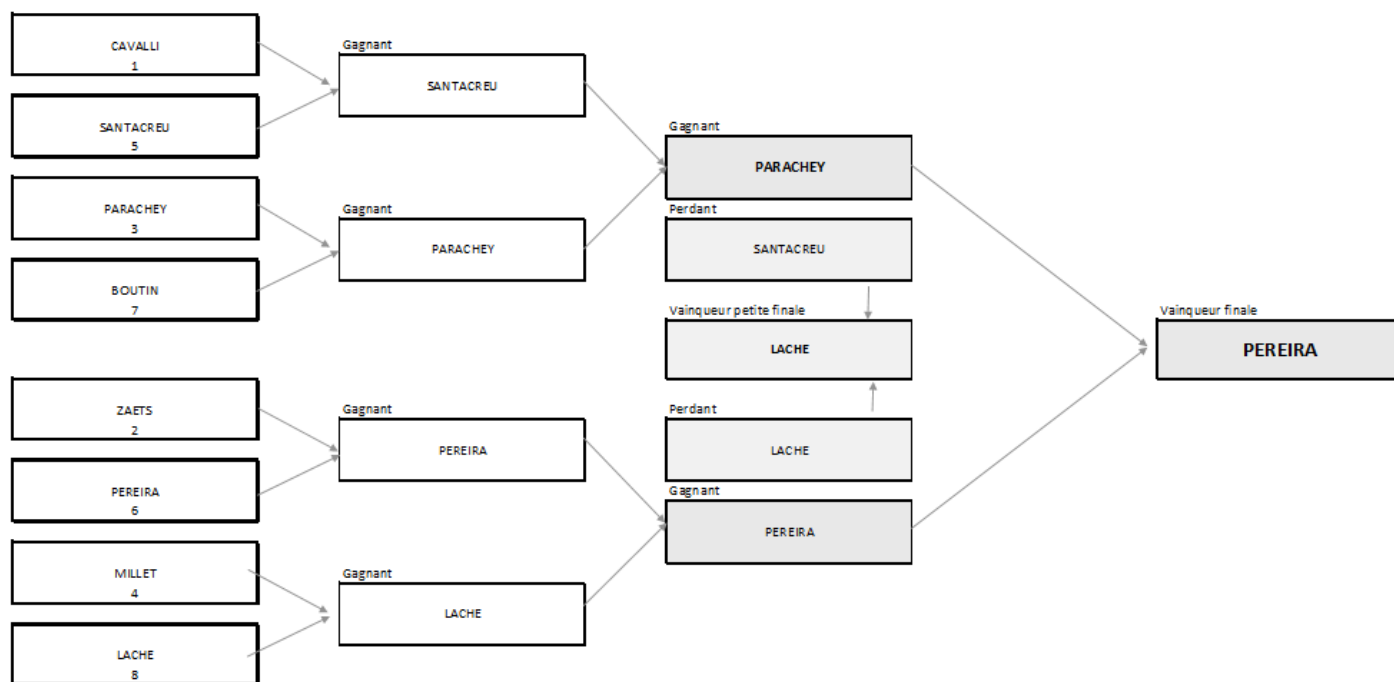 CAVALLI
1
SANTACREU
5
PARACHEY
3
BOUTIN
7
ZAETS
2
PEREIRA
6
MILLET
4
LACHE
8
Gagnant
SANTACREU
Gagnant
PARACHEY
Gagnant
PEREIRA
Gagnant
LACHE
Gagnant
PARACHEY
Perdant
SANTACREU
Vainqueur petite finale
LACHE
Perdant
LACHE
Gagnant
PEREIRA
Vainqueur finale
PEREIRA